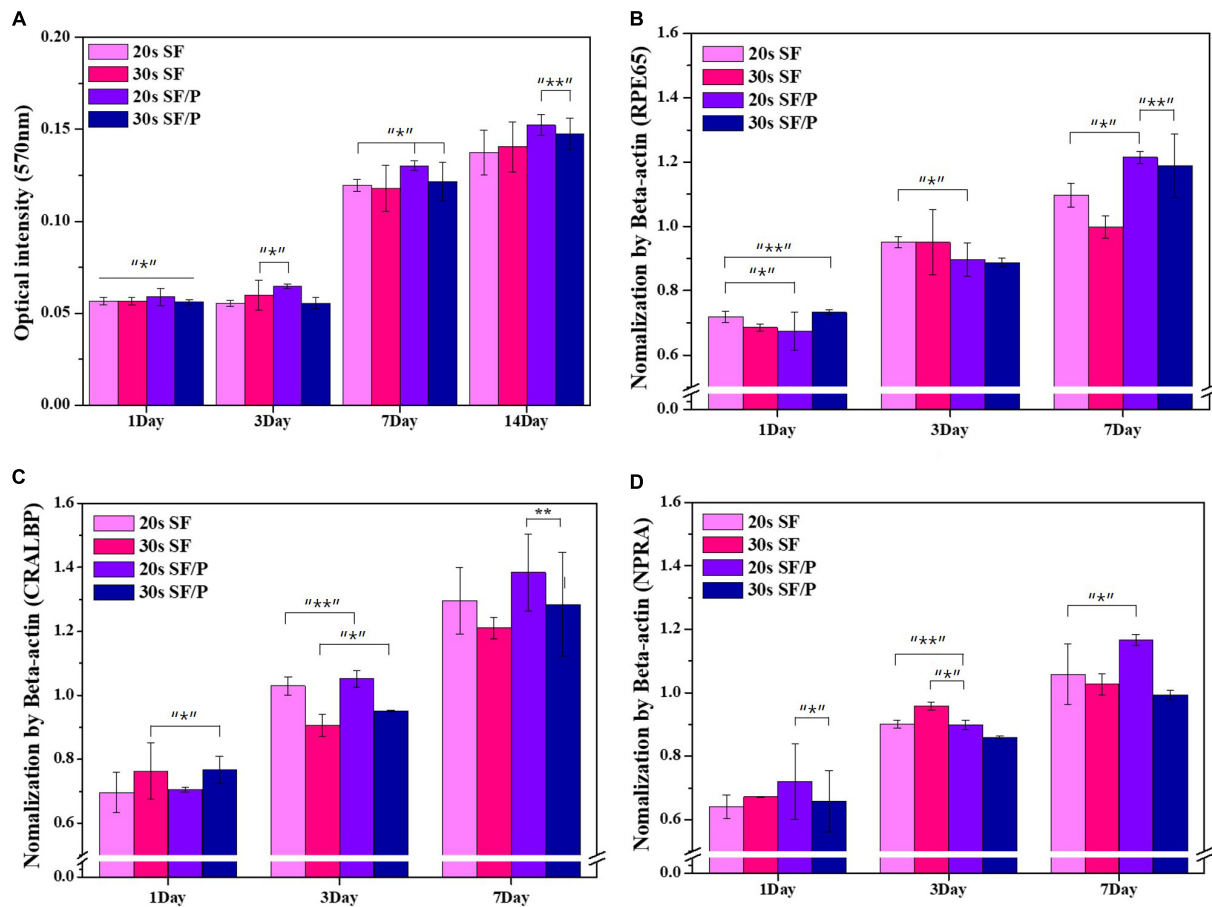 A
Optical intensity (570nm)
0.20
0.15
0.10
0.05
0.00
20s SF
30s SF
20s SF/P
30s SF/P
"*"
"*"
"*"
"**"
1Day
3Day
7Day
14Day
B
Nomalization by Beta-actin (RPE65)
1.6
1.4
1.2
1.0
0.8
0.6
0.0
20s SF
30s SF
20s SF/P
30s SF/P
"**"
"*"
"*"
"*"
"**"
1Day
3Day
7Day
C
Nomalization by Beta-actin (CRALBP)
1.6
1.4
1.2
1.0
0.8
0.6
0.0
20s SF
30s SF
20s SF/P
30s SF/P
"*"
"**"
"*"
**
1Day
3Day
7Day
D
Nomalization by Beta-actin (NPRA)
1.6
1.4
1.2
1.0
0.8
0.6
0.0
20s SF
30s SF
20s SF/P
30s SF/P
"*"
"**"
"*"
"*"
1Day
3Day
7Day